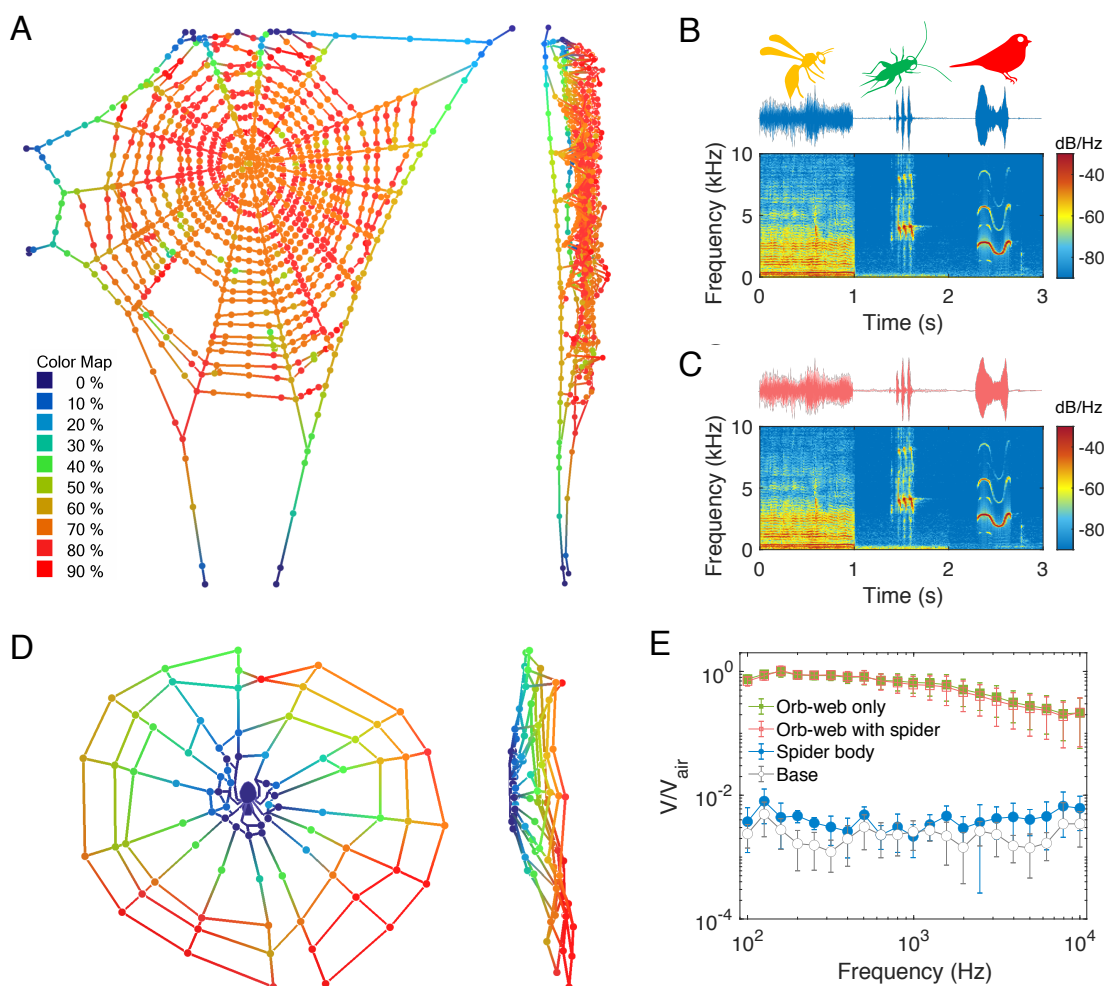 A
Color Map
0 %
10 %
20 %
30 %
40 %
50 %
60 %
70 %
80 %
90 %
B
dB/Hz
Frequency (kHz)
10
5
0
0 1 2 3
Time (s)
-40
-60
-80
C
dB/Hz
Frequency (kHz)
10
5
0
0 1 2 3
Time (s)
-40
-60
-80
D
E
V/Vair
10^0
10^-2
10^-4
Orb-web only
Orb-web with spider
Spider body
Base
10^2 10^3 10^4
Frequency (Hz)